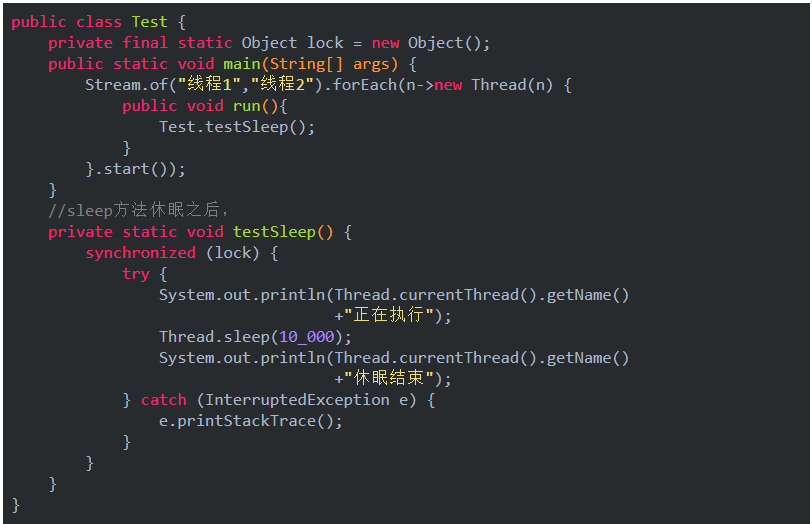 public class Test {
    private final static Object lock = new Object();
    public static void main(String[] args) {
        Stream.of("线程1","线程2").forEach(n->new Thread(n) {
            public void run(){
                Test.testSleep();
            }
        }.start());
    }
    //sleep方法休眠之后，
    private static void testSleep() {
        synchronized (lock) {
            try {
                System.out.println(Thread.currentThread().getName()
                                   +"正在执行");
                Thread.sleep(10_000);
                System.out.println(Thread.currentThread().getName()
                                   +"休眠结束");
            } catch (InterruptedException e) {
                e.printStackTrace();
            }
        }
    }
}